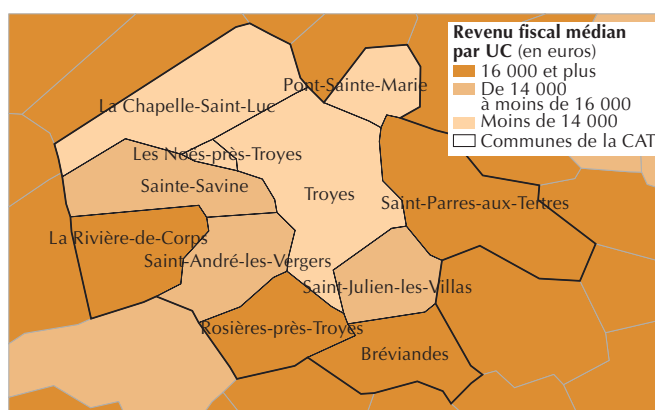 Revenu fiscal médian
par UC (en euros)
16 000 et plus
De 14 000
à moins de 16 000
Moins de 14 000
Communes de la CAT
Pont-Sainte-Marie
La Chapelle-Saint-Luc
Les Noës-près-Troyes
Sainte-Savine
Troyes
Saint-Parres-aux-Tertres
La Rivière-de-Corps
Saint-André-les-Vergers
Saint-Julien-les-Villas
Rosières-près-Troyes
Bréviandes